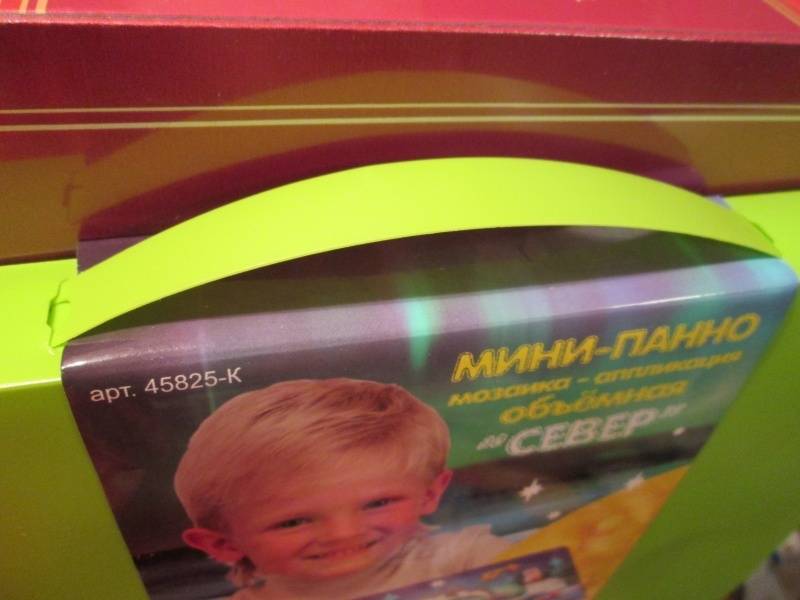 арт. 45825-К
МИНИ-ПАННО
мозаика - аппликация
объёмная
"СЕВЕР"